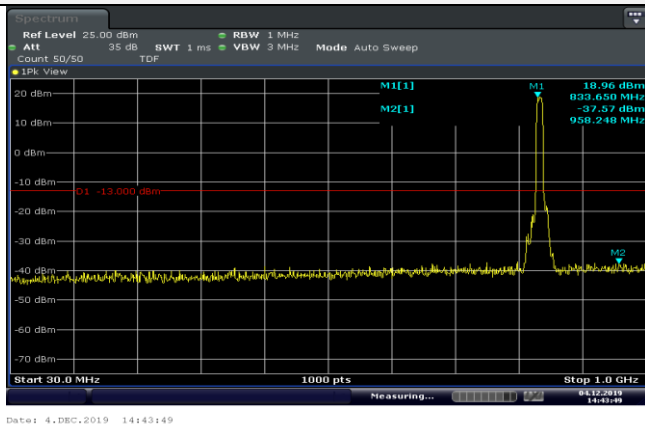 Spectrum
Ref Level 25.00 dBm RBW 1 MHz
Att 35 dB SWT 1 ms VBW 3 MHz Mode Auto Sweep
Count 50/50 TDF
1Pk View
M1[1] 18.96 dBm
833.650 MHz
M2[1] -37.57 dBm
958.248 MHz
M1
20 dBm
10 dBm
0 dBm
-10 dBm
D1 -13.000 dBm
-20 dBm
-30 dBm
M2
-40 dBm
-50 dBm
-60 dBm
-70 dBm
Start 30.0 MHz 1000 pts Stop 1.0 GHz
Measuring... 04.12.2019
14:43:49
Date: 4.DEC.2019 14:43:49